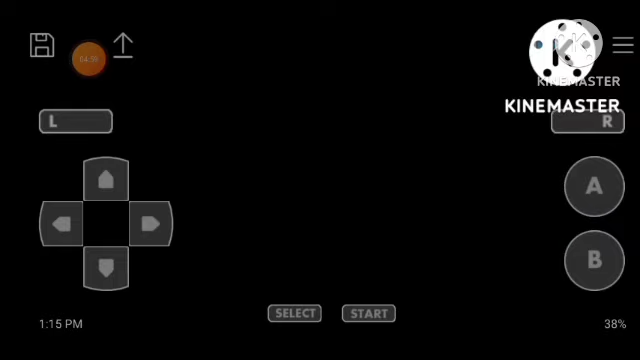 KINEMASTER
KINEMASTER
L
R
A
B
SELECT
START
1:15 PM
38%